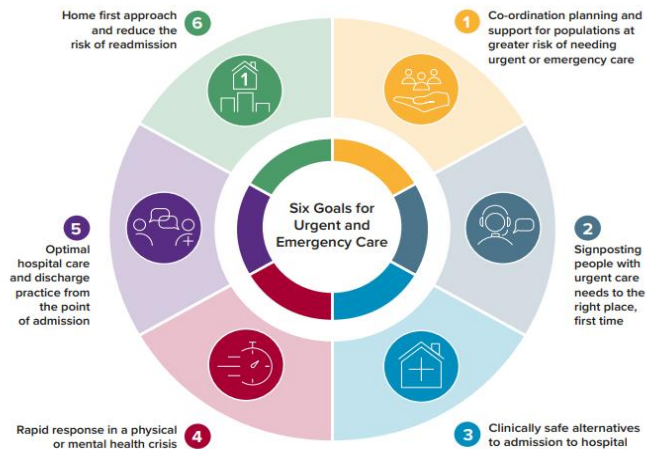 Six Goals for
Urgent and
Emergency Care
1
Co-ordination planning and
support for populations at
greater risk of needing
urgent or emergency care
2
Signposting
people with
urgent care
needs to the
right place,
first time
3
Clinically safe alternatives
to admission to hospital
4
Rapid response in a physical
or mental health crisis
5
Optimal
hospital care
and discharge
practice from
the point
of admission
6
Home first approach
and reduce the
risk of readmission
1